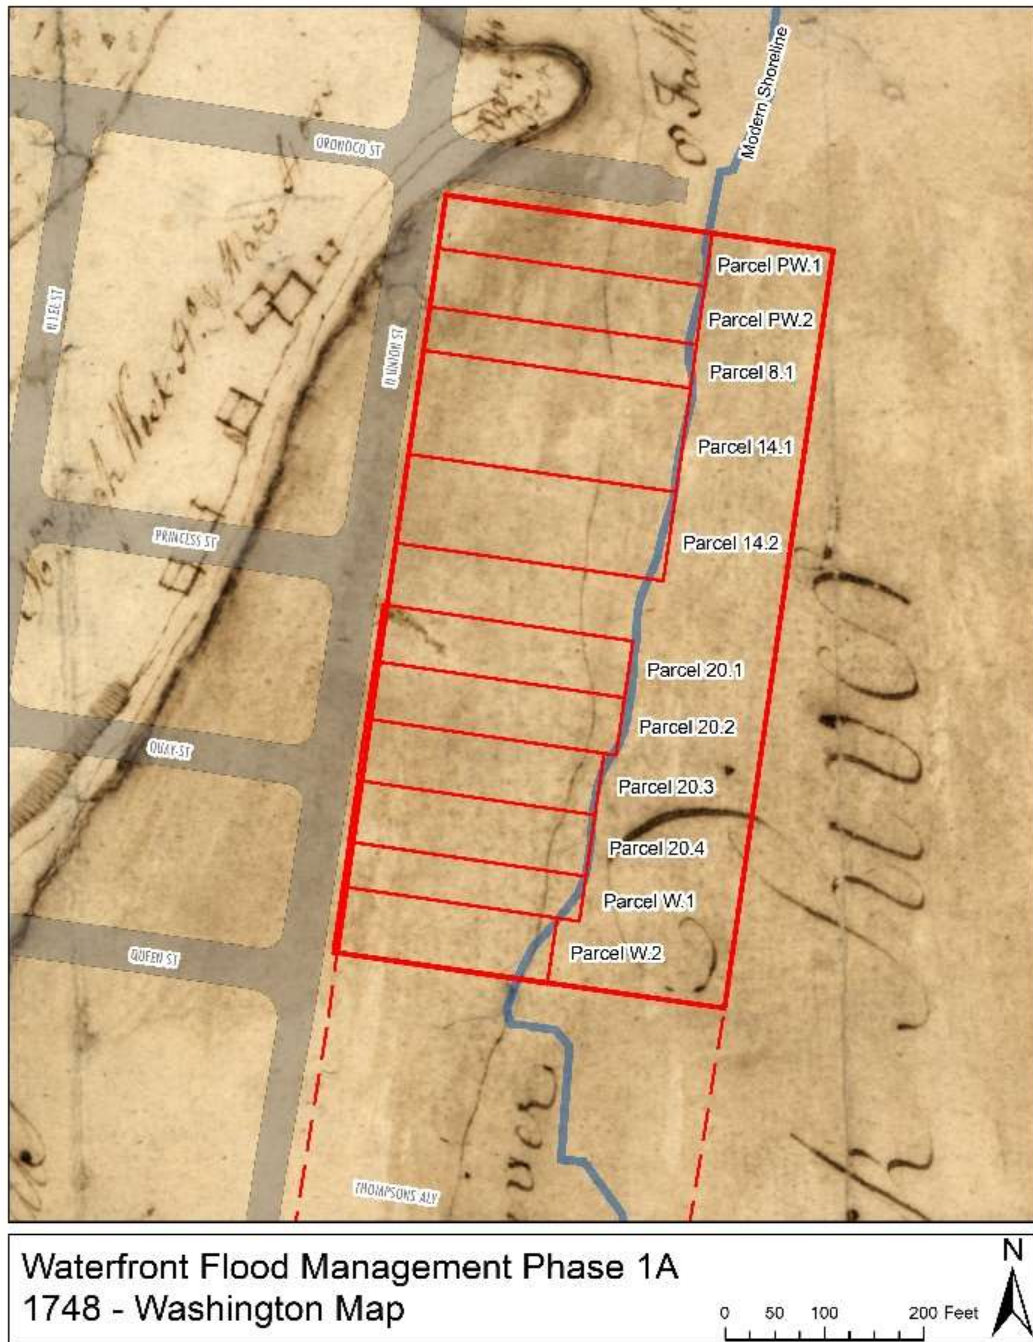 Modern Shoreline
ORONOCO ST
Parcel PW.1
N LEE ST
Parcel PW.2
N UNION ST
Parcel 8.1
Parcel 14.1
PRINCESS ST
Parcel 14.2
Parcel 20.1
Parcel 20.2
QUAY ST
Parcel 20.3
Parcel 20.4
Parcel W.1
Parcel W.2
QUEEN ST
THOMPSONS ALY
Waterfront Flood Management Phase 1A
1748 - Washington Map
N
0 50 100 200 Feet